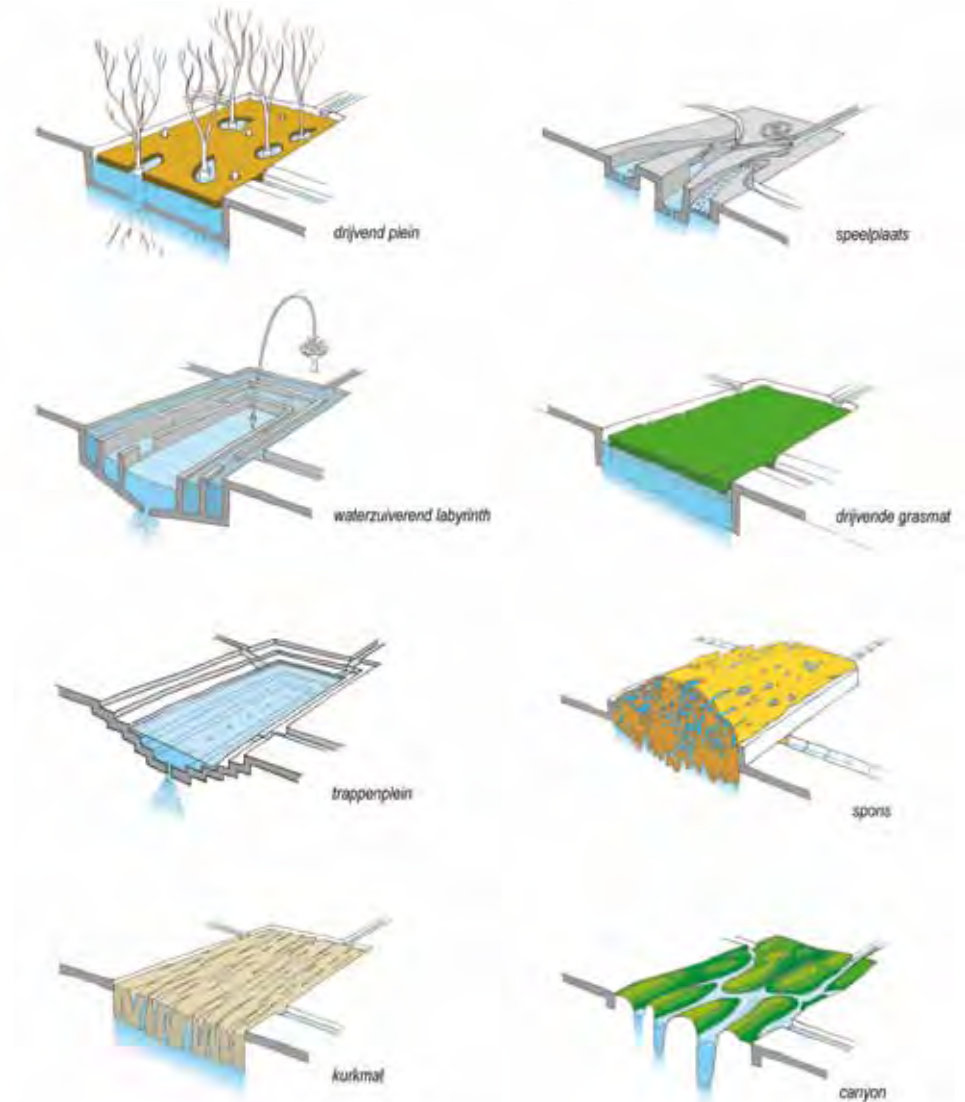 drijvend plein
speelplaats
waterzuiverend labyrinth
drijvende grasmat
trappenplein
spons
kurkmat
canyon